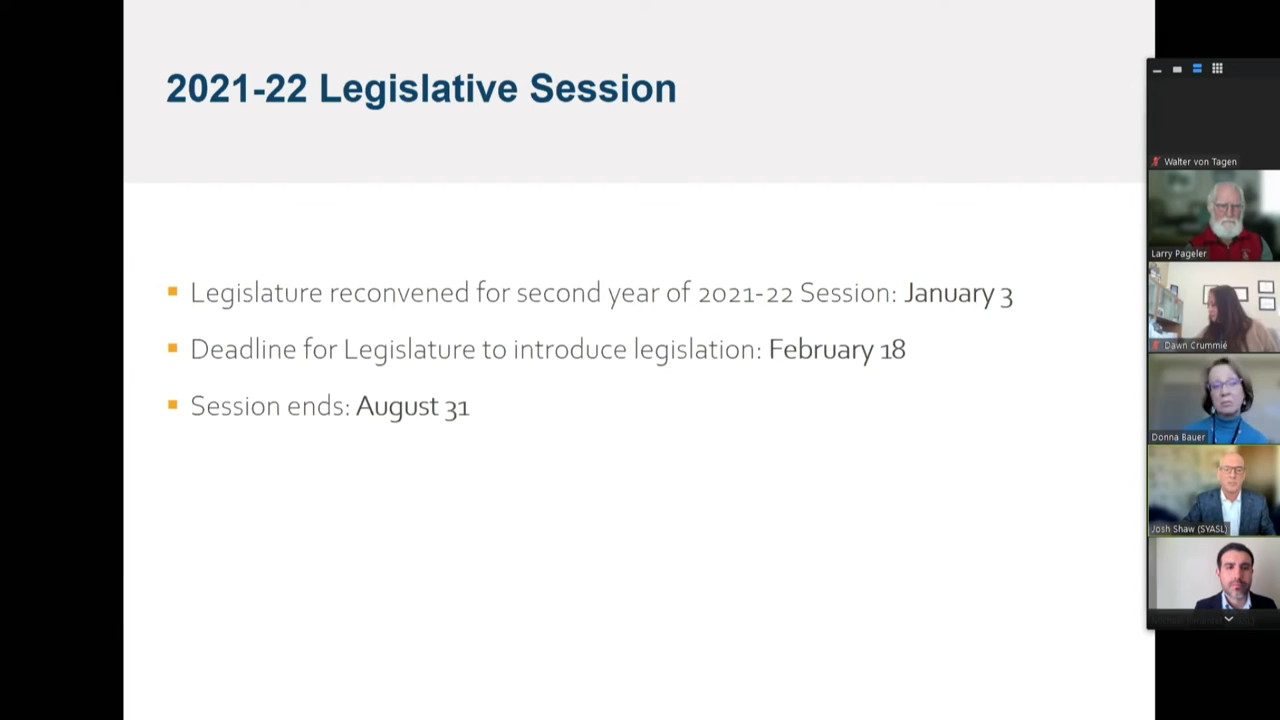 2021-22 Legislative Session
Legislature reconvened for second year of 2021-22 Session: January 3
Deadline for Legislature to introduce legislation: February 18
Session ends: August 31
Walter von Tagen
Larry Pageler
Dawn Crummié
Donna Bauer
Josh Shaw (SYASL)